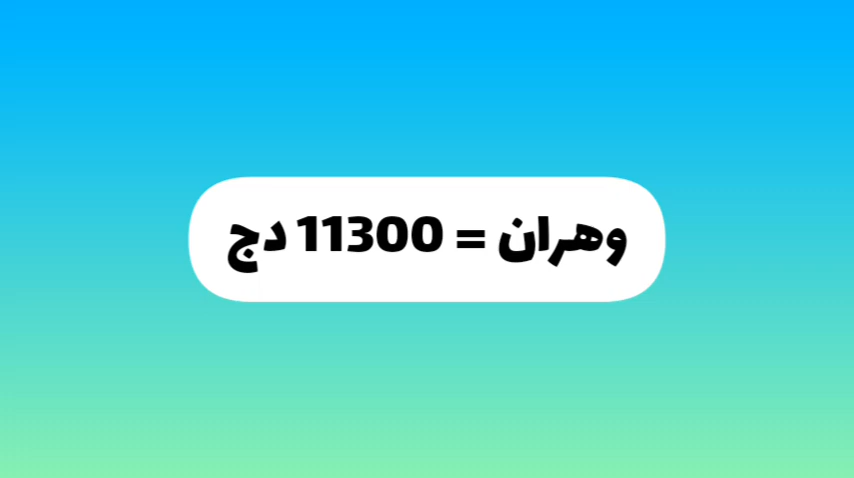 وهران = 11300 دج